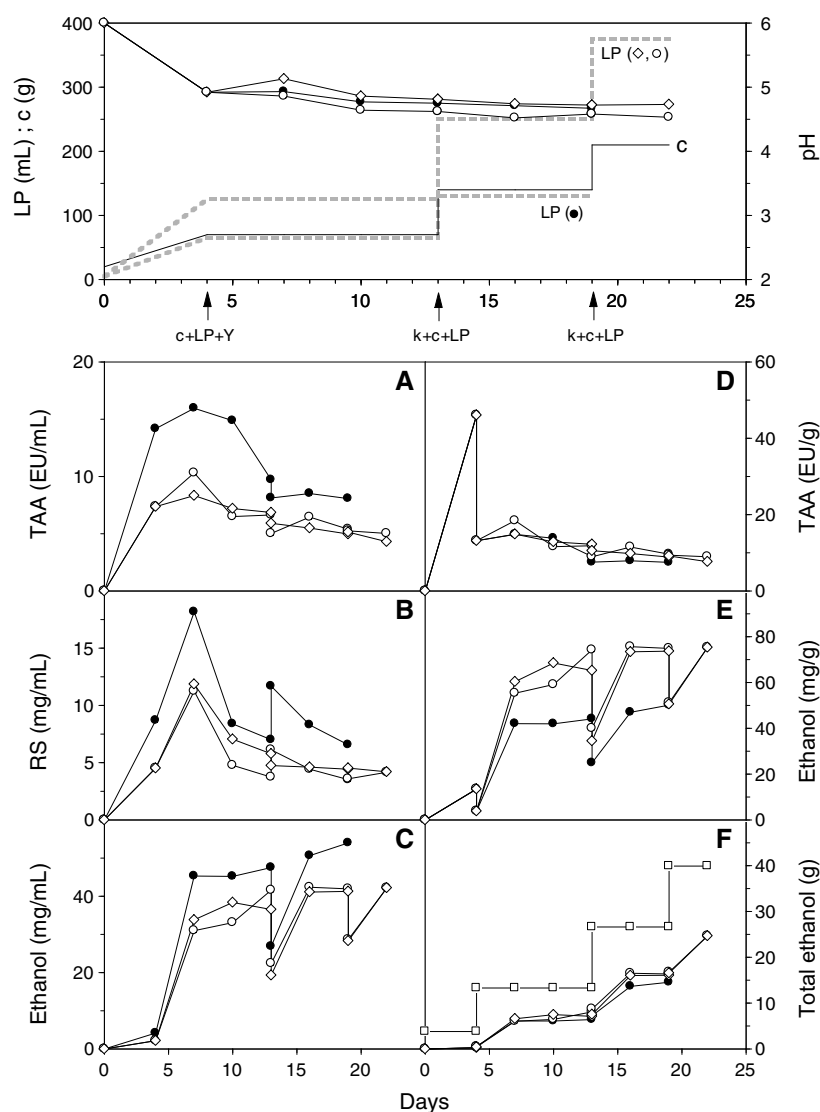 LP (mL) ; c (g)
400
300
200
100
0
6
5
4
3
2
pH
LP (◇,○)
c
LP (●)
0 5 10 15 20 25
c+LP+Y
k+c+LP
k+c+LP
A
TAA (EU/mL)
20
10
0
D
60
40
20
0
TAA (EU/g)
B
RS (mg/mL)
15
10
5
0
E
80
60
40
20
0
Ethanol (mg/g)
C
Ethanol (mg/mL)
40
20
0
F
40
30
20
10
0
Total ethanol (g)
0 5 10 15 20 0 5 10 15 20 25
Days